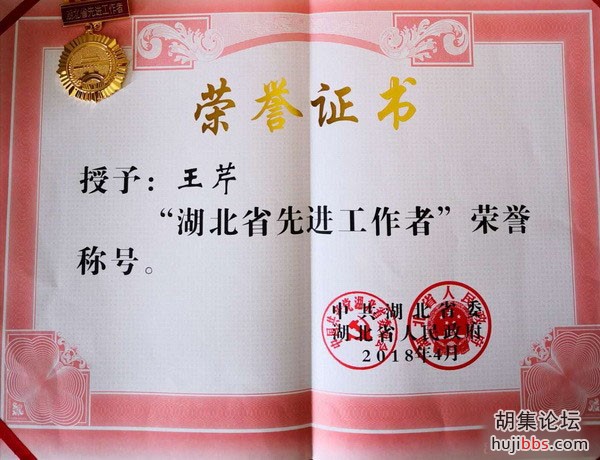 湖北省先进工作者
荣誉证书
授予：王芹
“湖北省先进工作者”荣誉
称号。
中共湖北省委
湖北省人民政府
2018年4月
胡集论坛
hujibbs.com